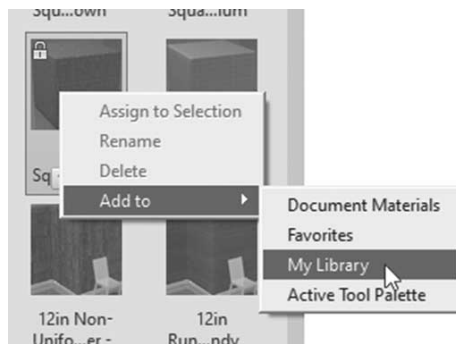 Squ...own Squa...ium
Assign to Selection
Rename
Delete
Squ
Add to
Document Materials
Favorites
My Library
Active Tool Palette
12in Non- 12in
Unifo...er - Run...ndy